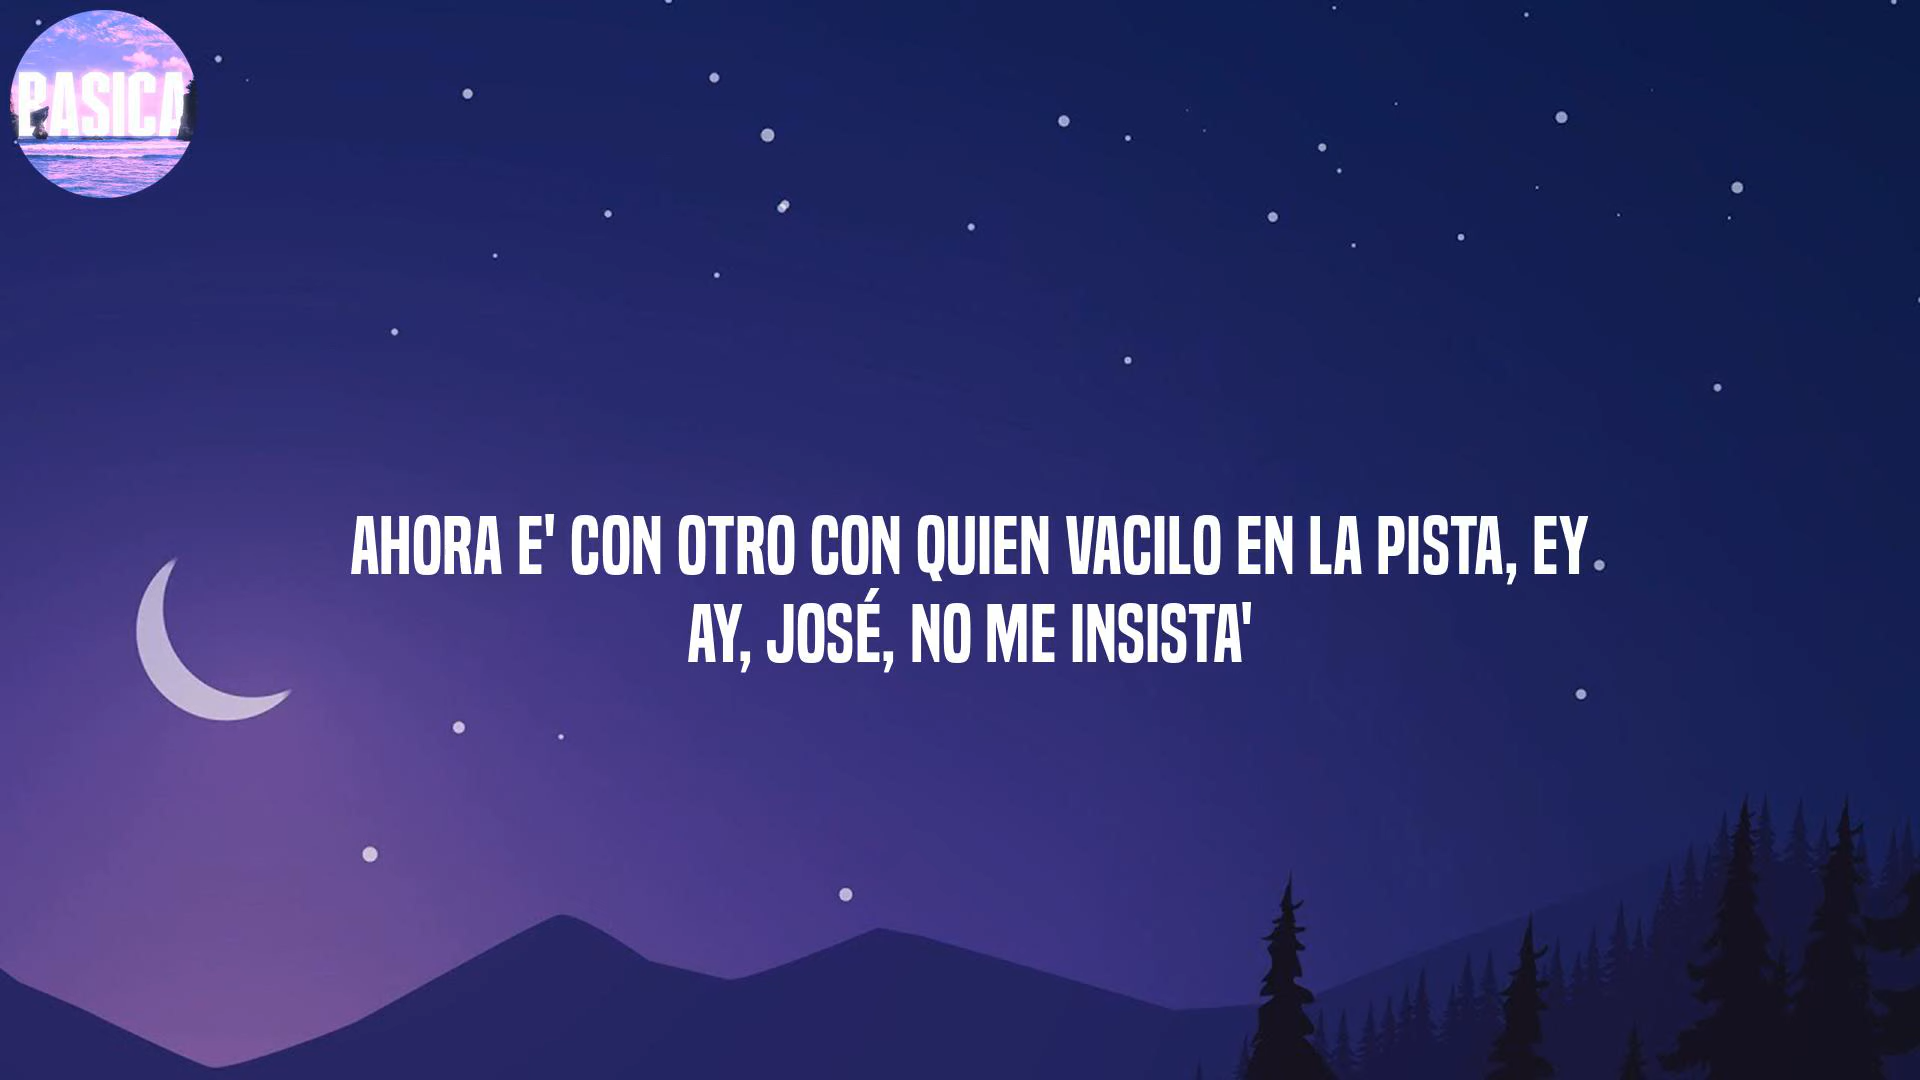 PASICA
AHORA E' CON OTRO CON QUIEN VACILO EN LA PISTA, EY
AY, JOSÉ, NO ME INSISTA'